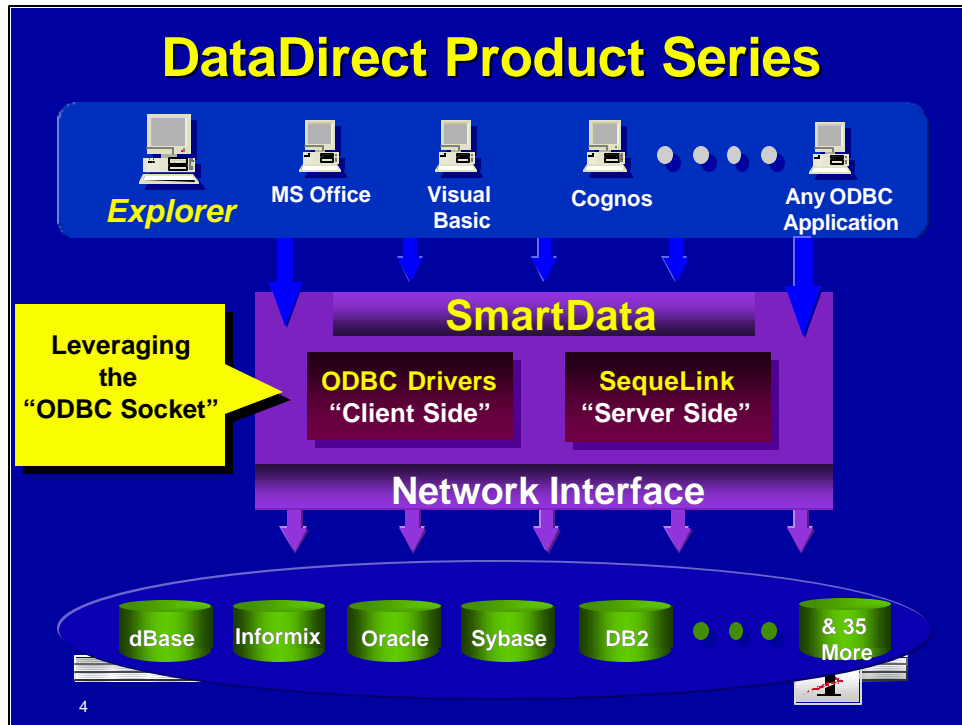 DataDirect Product Series
Explorer
MS Office
Visual
Basic
Cognos
Any ODBC
Application
SmartData
Leveraging
the
“ODBC Socket”
ODBC Drivers
“Client Side”
SequeLink
“Server Side”
Network Interface
dBase
Informix
Oracle
Sybase
DB2
& 35
More
4